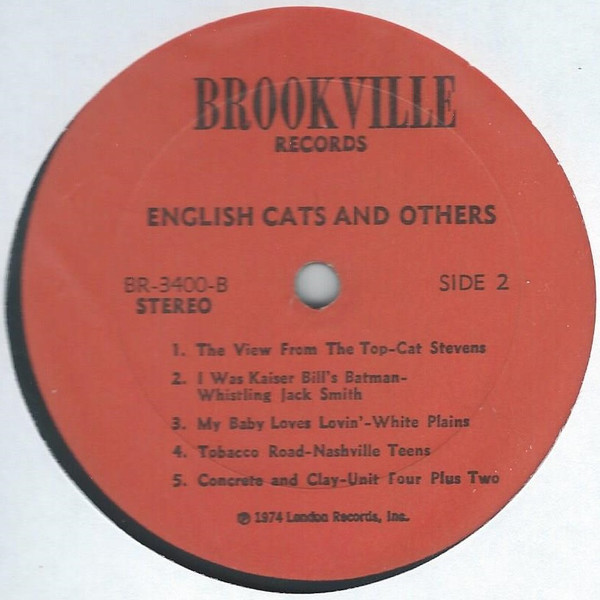 BROOKVILLE
RECORDS
ENGLISH CATS AND OTHERS
BR-3400-B
STEREO
SIDE 2
1. The View From The Top-Cat Stevens
2. I Was Kaiser Bill's Batman-
Whistling Jack Smith
3. My Baby Loves Lovin'-White Plains
4. Tobacco Road-Nashville Teens
5. Concrete and Clay-Unit Four Plus Two
℗ 1974 London Records, Inc.